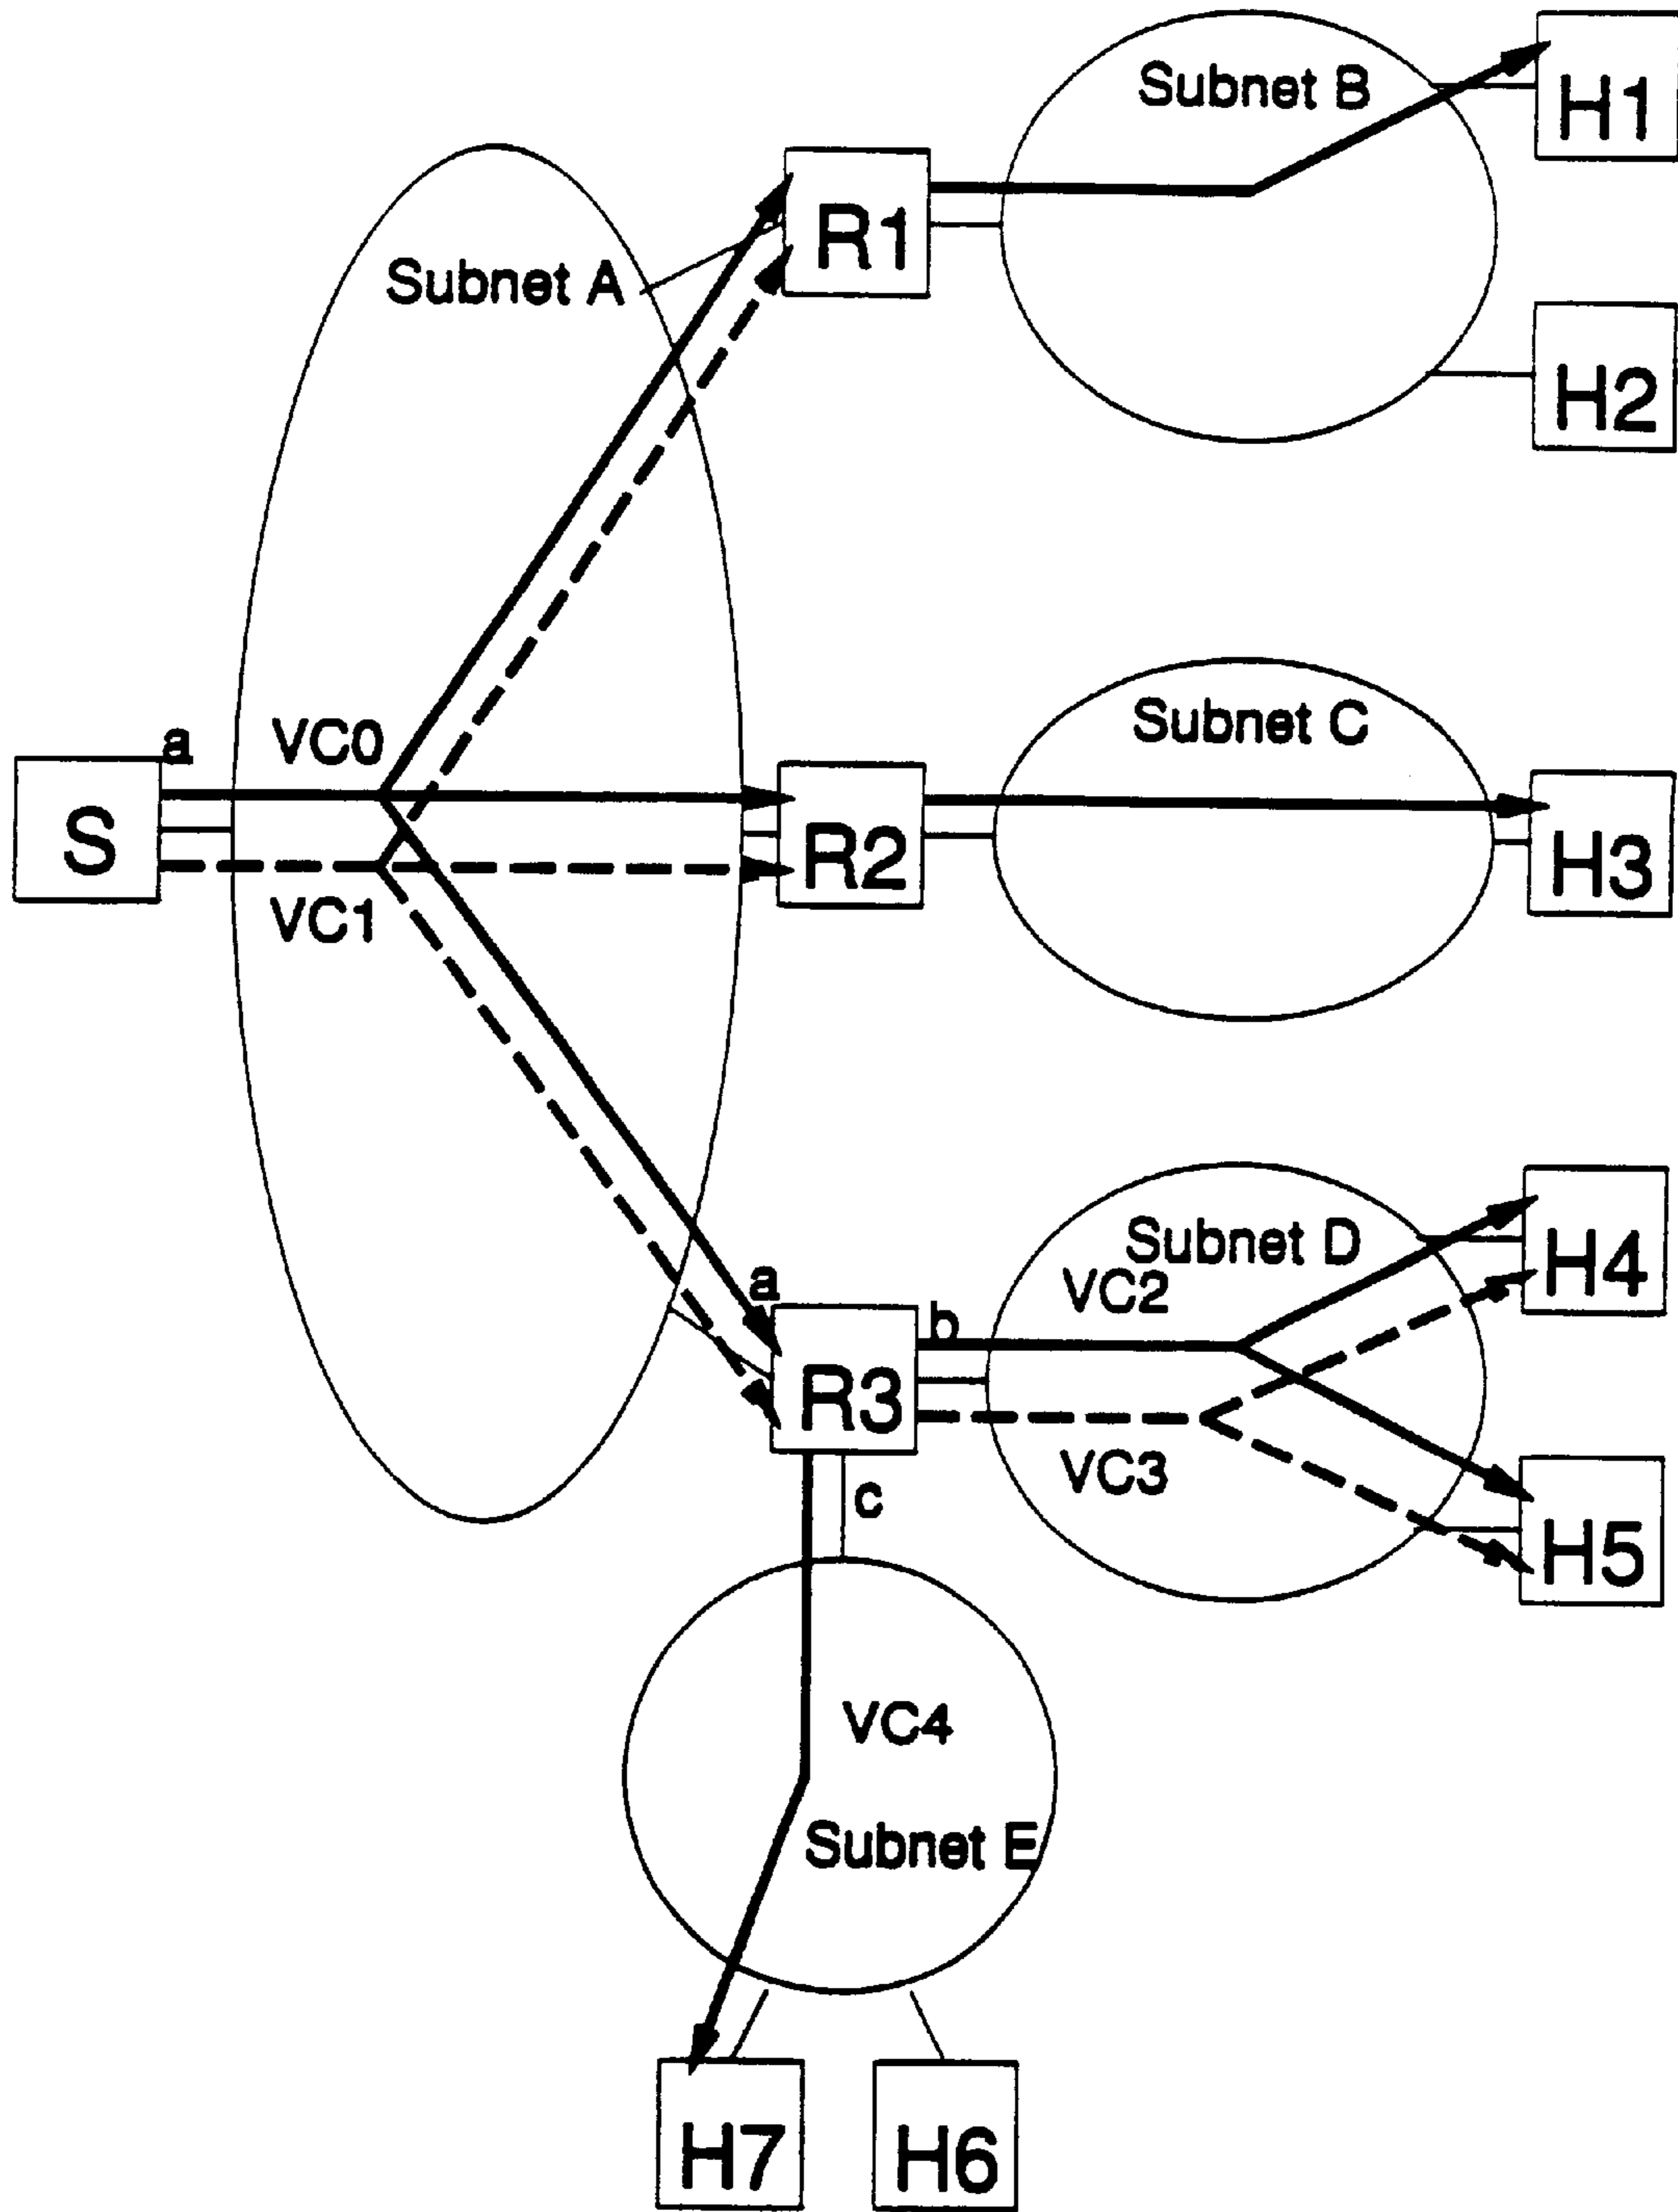 Subnet B
H1
R1
Subnet A
H2
a
VC0
Subnet C
S
R2
H3
VC1
Subnet D
H4
a
VC2
b
R3
VC3
c
H5
VC4
Subnet E
H7
H6